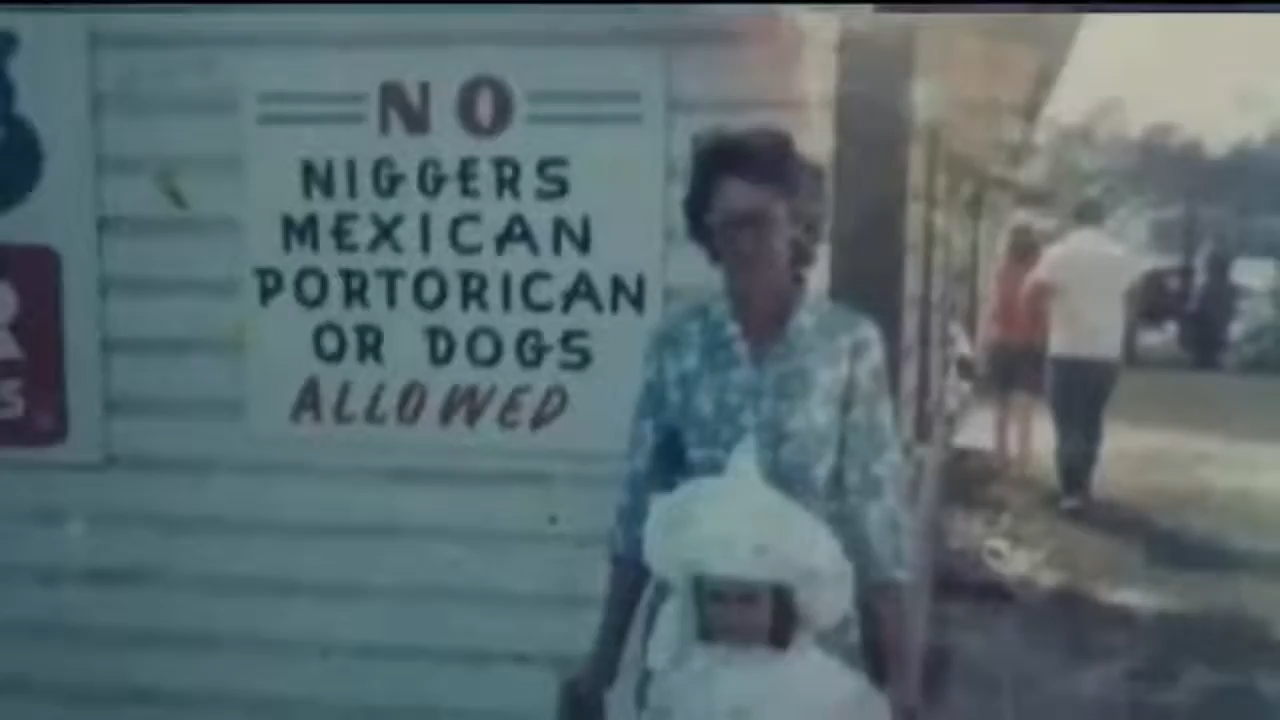 NO
NIGGERS
MEXICAN
PORTORICAN
OR DOGS
ALLOWED